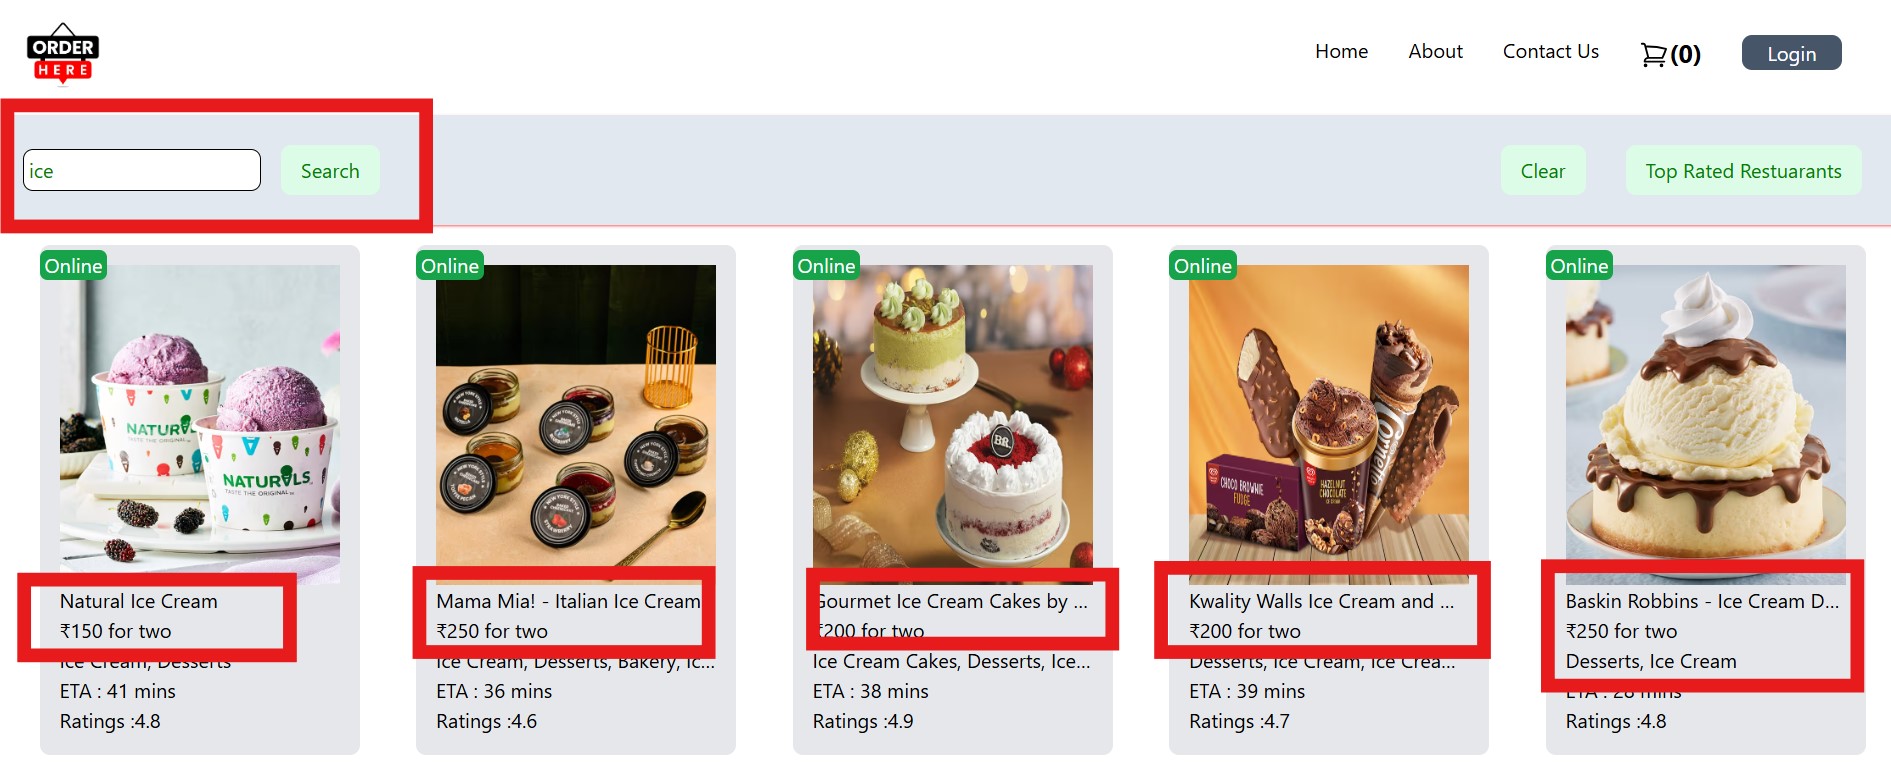 ORDER
HERE
Home
About
Contact Us
(0)
Login
ice
Search
Clear
Top Rated Restuarants
Online
NATURALS
TASTE THE ORIGINAL
NATURALS
TASTE THE ORIGINAL
Natural Ice Cream
₹150 for two
Ice Cream, Desserts
ETA : 41 mins
Ratings :4.8
Online
Mama Mia! - Italian Ice Cream
₹250 for two
Ice Cream, Desserts, Bakery, Ic...
ETA : 36 mins
Ratings :4.6
Online
BR
Gourmet Ice Cream Cakes by ...
₹200 for two
Ice Cream Cakes, Desserts, Ice...
ETA : 38 mins
Ratings :4.9
Online
CHOCO BROWNIE
FUDGE
HAZELNUT
CHOCOLATE
Kwality Walls Ice Cream and ...
₹200 for two
Desserts, Ice Cream, Ice Crea...
ETA : 39 mins
Ratings :4.7
Online
Baskin Robbins - Ice Cream D...
₹250 for two
Desserts, Ice Cream
ETA : 28 mins
Ratings :4.8